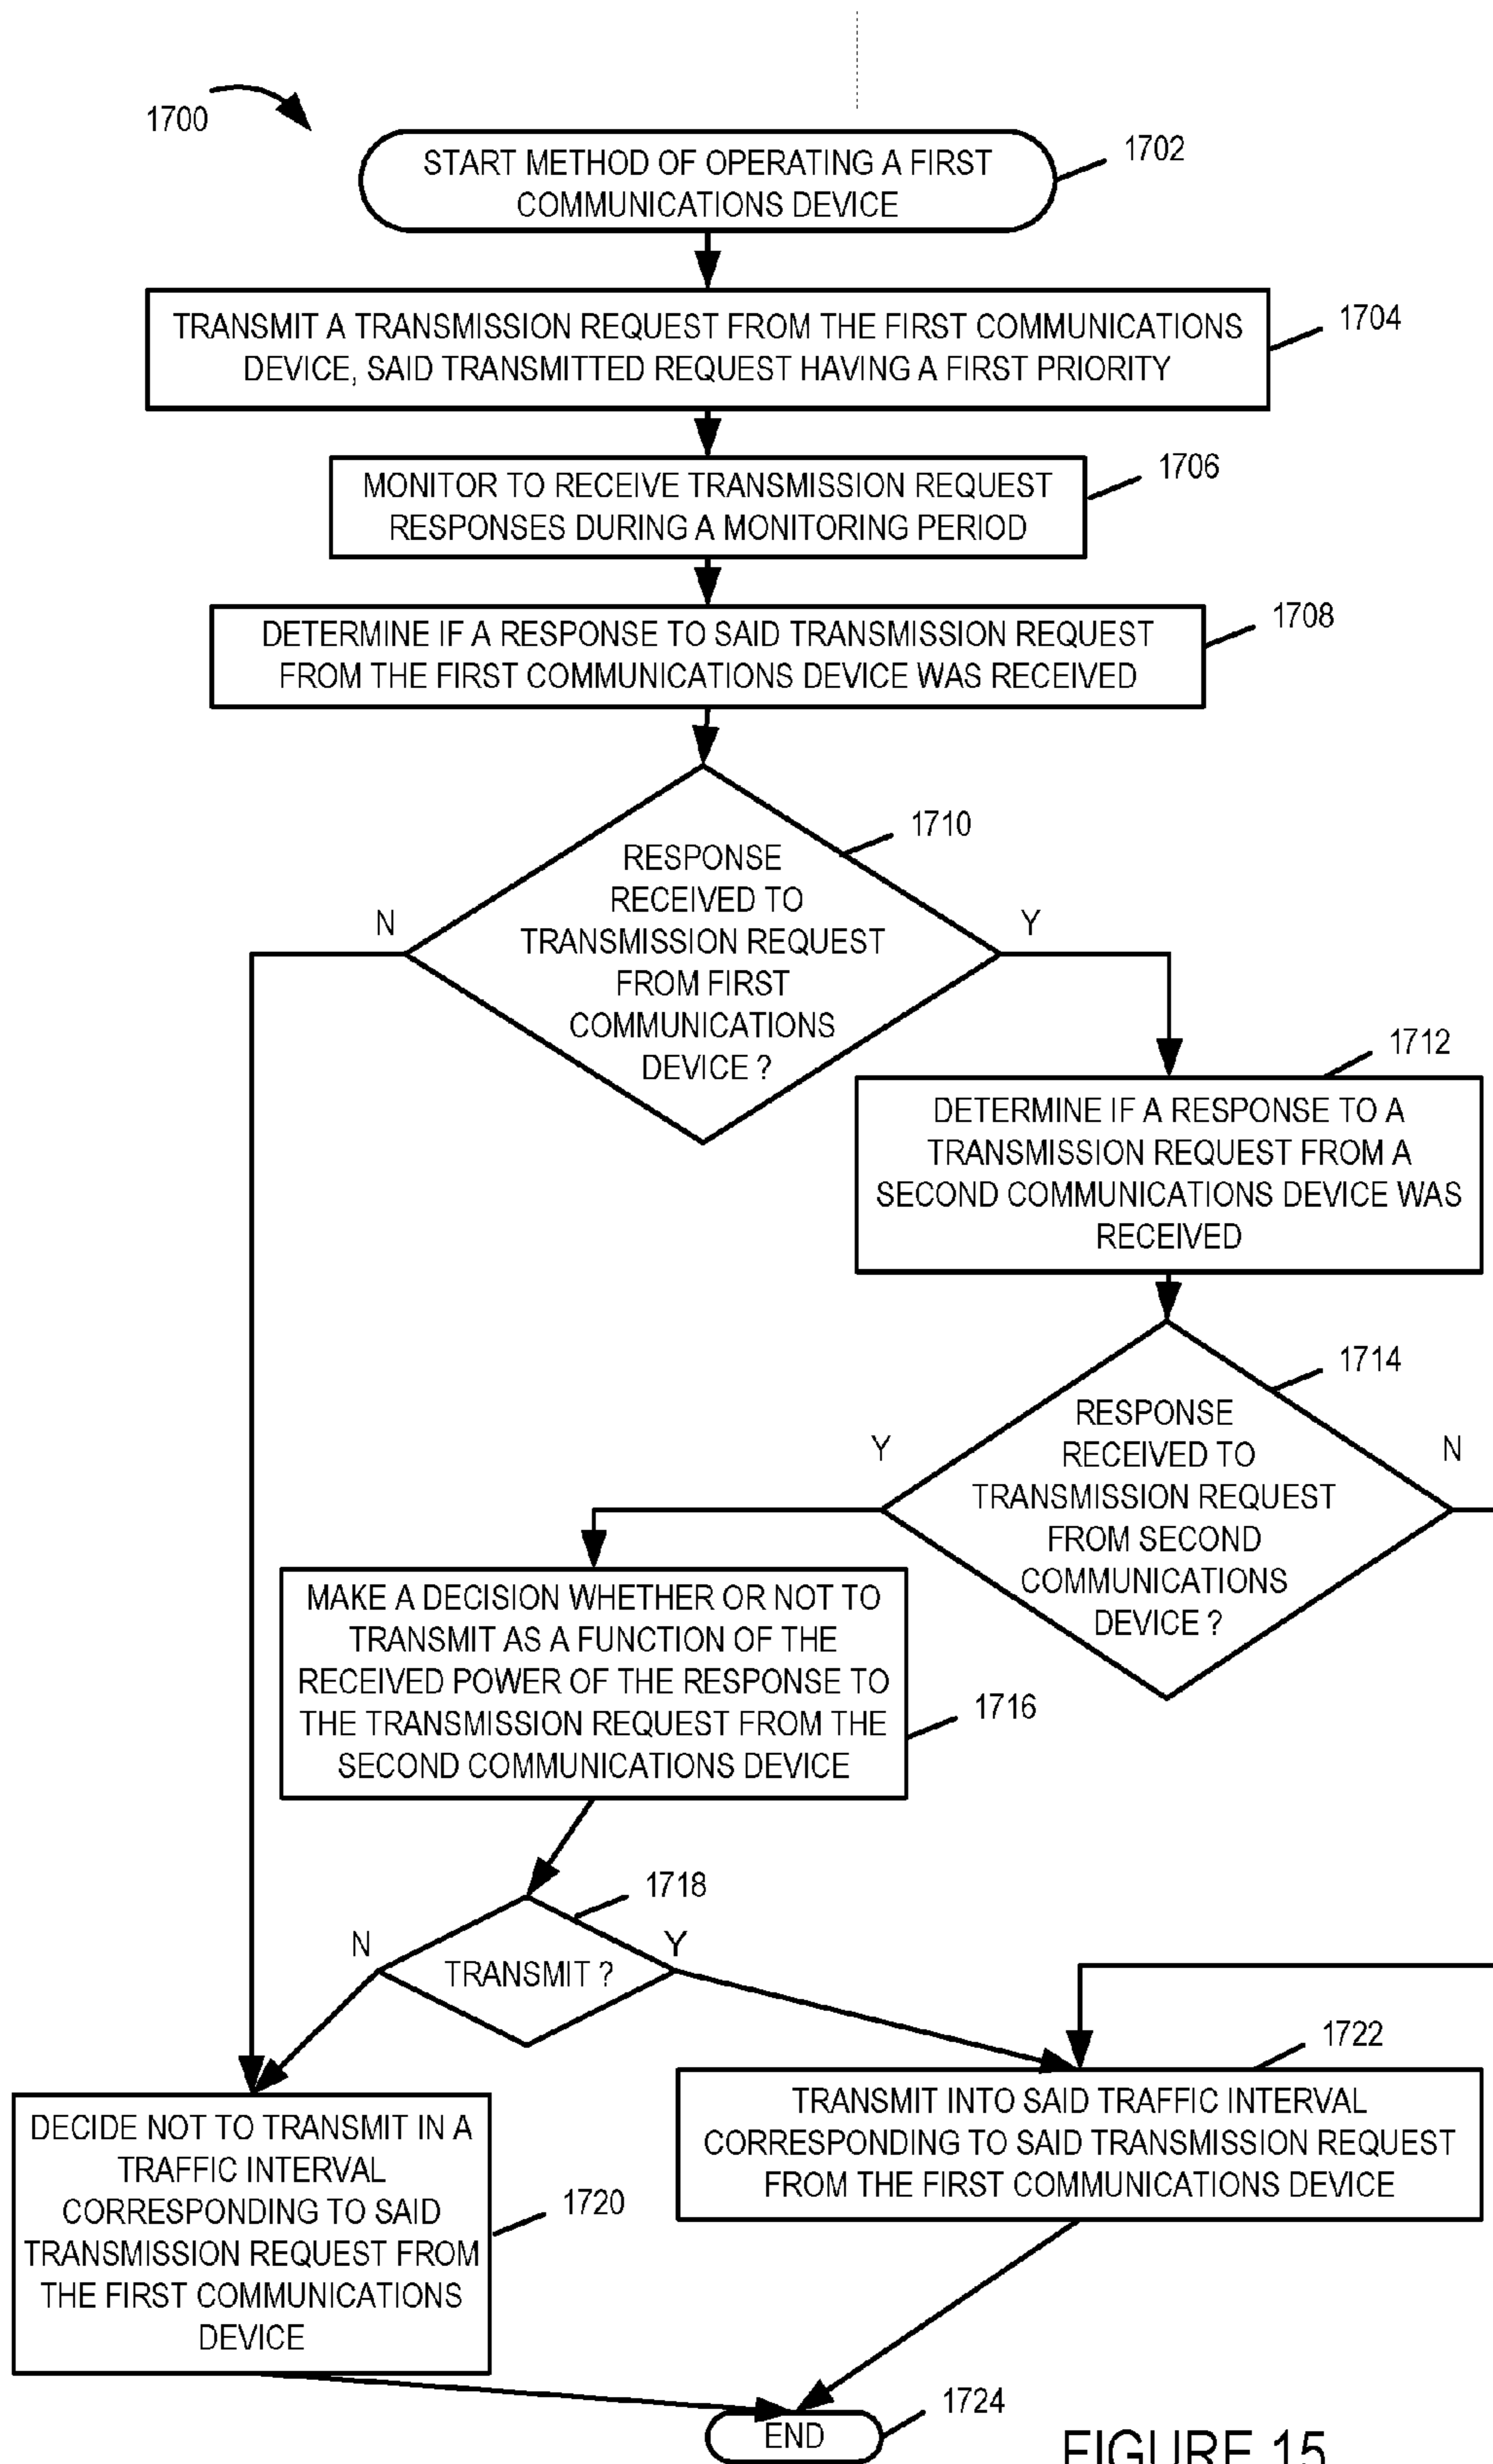 1700
START METHOD OF OPERATING A FIRST
COMMUNICATIONS DEVICE
1702
TRANSMIT A TRANSMISSION REQUEST FROM THE FIRST COMMUNICATIONS
DEVICE, SAID TRANSMITTED REQUEST HAVING A FIRST PRIORITY
1704
MONITOR TO RECEIVE TRANSMISSION REQUEST
RESPONSES DURING A MONITORING PERIOD
1706
DETERMINE IF A RESPONSE TO SAID TRANSMISSION REQUEST
FROM THE FIRST COMMUNICATIONS DEVICE WAS RECEIVED
1708
1710
RESPONSE
RECEIVED TO
TRANSMISSION REQUEST
FROM FIRST
COMMUNICATIONS
DEVICE ?
N
Y
1712
DETERMINE IF A RESPONSE TO A
TRANSMISSION REQUEST FROM A
SECOND COMMUNICATIONS DEVICE WAS
RECEIVED
1714
RESPONSE
RECEIVED TO
TRANSMISSION REQUEST
FROM SECOND
COMMUNICATIONS
DEVICE ?
Y
N
MAKE A DECISION WHETHER OR NOT TO
TRANSMIT AS A FUNCTION OF THE
RECEIVED POWER OF THE RESPONSE TO
THE TRANSMISSION REQUEST FROM THE
SECOND COMMUNICATIONS DEVICE
1716
1718
N
Y
TRANSMIT ?
1722
TRANSMIT INTO SAID TRAFFIC INTERVAL
CORRESPONDING TO SAID TRANSMISSION REQUEST
FROM THE FIRST COMMUNICATIONS DEVICE
DECIDE NOT TO TRANSMIT IN A
TRAFFIC INTERVAL
CORRESPONDING TO SAID
TRANSMISSION REQUEST FROM
THE FIRST COMMUNICATIONS
DEVICE
1720
END
1724
FIGURE 15